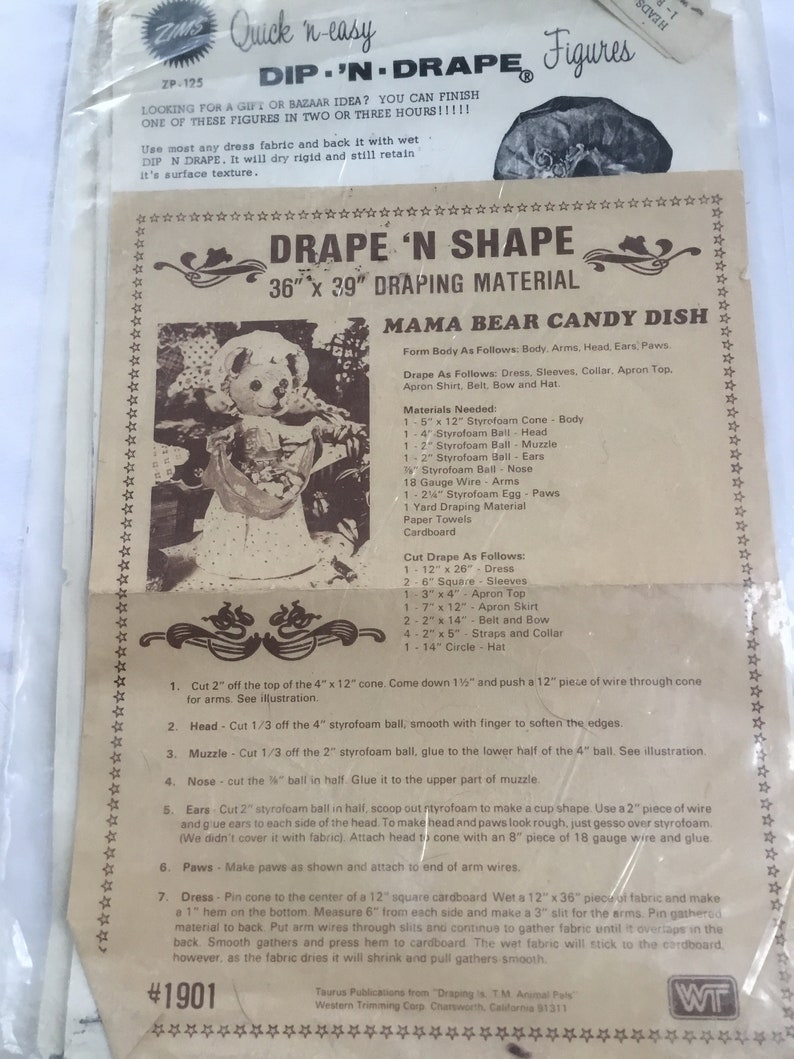 ZIMS
Quick 'n-easy
DIP-'N-DRAPE® Figures
ZP-125
HEADS
1 -
LOOKING FOR A GIFT OR BAZAAR IDEA? YOU CAN FINISH
ONE OF THESE FIGURES IN TWO OR THREE HOURS!!!!!
Use most any dress fabric and back it with wet
DIP N DRAPE. It will dry rigid and still retain
it's surface texture.
DRAPE 'N SHAPE
36" x 39" DRAPING MATERIAL
MAMA BEAR CANDY DISH
Form Body As Follows: Body, Arms, Head, Ears, Paws.
Drape As Follows: Dress, Sleeves, Collar, Apron Top,
Apron Shirt, Belt, Bow and Hat.
Materials Needed:
1 - 5" x 12" Styrofoam Cone - Body
1 - 4" Styrofoam Ball - Head
1 - 2" Styrofoam Ball - Muzzle
1 - 2" Styrofoam Ball - Ears
⅞" Styrofoam Ball - Nose
18 Gauge Wire - Arms
1 - 2¼" Styrofoam Egg - Paws
1 Yard Draping Material
Paper Towels
Cardboard
Cut Drape As Follows:
1 - 12" x 26" - Dress
2 - 6" Square - Sleeves
1 - 3" x 4" - Apron Top
1 - 7" x 12" - Apron Skirt
2 - 2" x 14" - Belt and Bow
4 - 2" x 5" - Straps and Collar
1 - 14" Circle - Hat
1. Cut 2" off the top of the 4" x 12" cone. Come down 1½" and push a 12" piece of wire through cone
for arms. See illustration.
2. Head - Cut 1/3 off the 4" styrofoam ball, smooth with finger to soften the edges.
3. Muzzle - Cut 1/3 off the 2" styrofoam ball, glue to the lower half of the 4" ball. See illustration.
4. Nose - cut the ⅞" ball in half. Glue it to the upper part of muzzle.
5. Ears - Cut 2" styrofoam ball in half, scoop out styrofoam to make a cup shape. Use a 2" piece of wire
and glue ears to each side of the head. To make head and paws look rough, just gesso over styrofoam.
(We didn't cover it with fabric). Attach head to cone with an 8" piece of 18 gauge wire and glue.
6. Paws - Make paws as shown and attach to end of arm wires.
7. Dress - Pin cone to the center of a 12" square cardboard Wet a 12" x 36" piece of fabric and make
a 1" hem on the bottom. Measure 6" from each side and make a 3" slit for the arms. Pin gathered
material to back. Put arm wires through slits and continue to gather fabric until it overlaps in the
back. Smooth gathers and press hem to cardboard. The wet fabric will stick to the cardboard,
however, as the fabric dries it will shrink and pull gathers smooth.
#1901
Taurus Publications from "Draping Is. T.M. Animal Pals"
Western Trimming Corp. Chatsworth, California 91311
WT